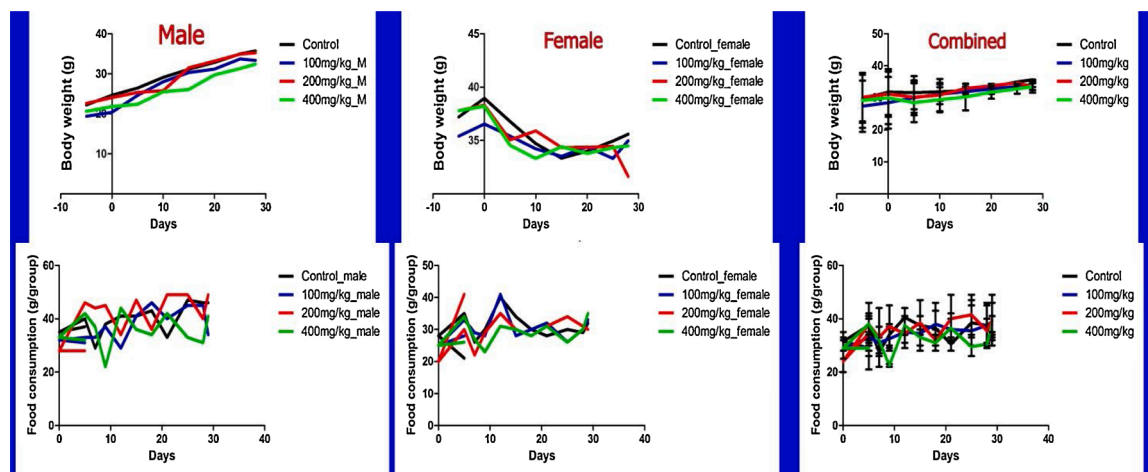 Male
Body weight (g)
40
30
20
10
-10 0 10 20 30
Days
Control
100mg/kg_M
200mg/kg_M
400mg/kg_M
Female
Body weight (g)
45
40
35
-10 0 10 20 30
Days
Control_female
100mg/kg_female
200mg/kg_female
400mg/kg_female
Combined
Body weight (g)
50
40
30
20
10
-10 0 10 20 30
Days
Control
100mg/kg
200mg/kg
400mg/kg
Food consumption (g/group)
60
40
20
0
0 10 20 30 40
Days
Control_male
100mg/kg_male
200mg/kg_male
400mg/kg_male
Food consumption (g/group)
50
40
30
20
10
0
0 10 20 30 40
Days
Control_female
100mg/kg_female
200mg/kg_female
400mg/kg_female
Food consumption (g/group)
60
40
20
0
0 10 20 30 40
Days
Control
100mg/kg
200mg/kg
400mg/kg